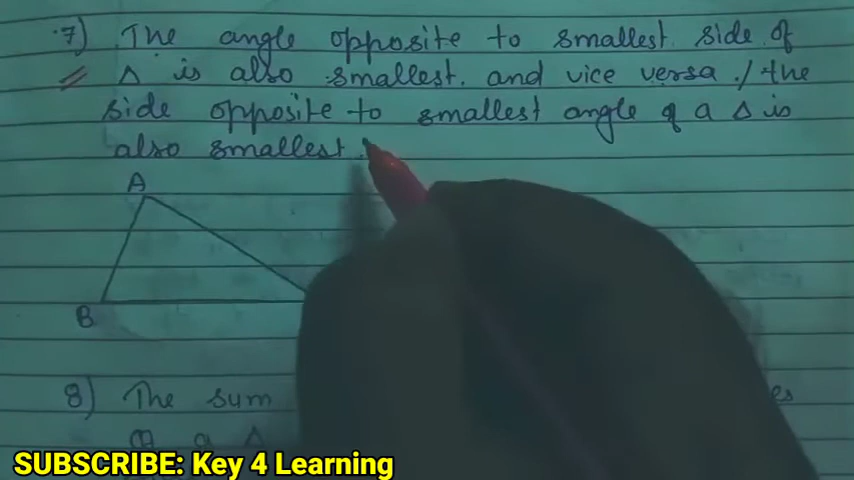 7) The angle opposite to smallest side of
Δ is also smallest. and vice versa ./ the
side opposite to smallest angle of a Δ is
also smallest.
A
B
8) The sum
a Δ
SUBSCRIBE: Key 4 Learning